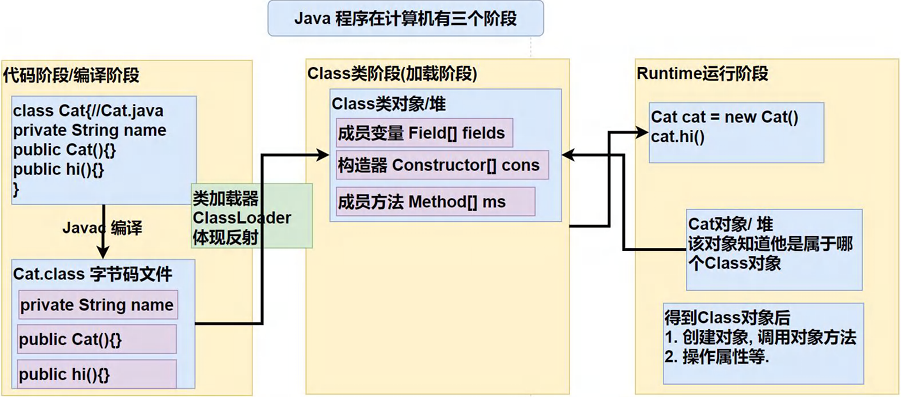 Java 程序在计算机有三个阶段
代码阶段/编译阶段
class Cat{//Cat.java
private String name
public Cat(){}
public hi(){}
}
Javac 编译
Cat.class 字节码文件
private String name
public Cat(){}
public hi(){}
类加载器
ClassLoader
体现反射
Class类阶段(加载阶段)
Class类对象/堆
成员变量 Field[] fields
构造器 Constructor[] cons
成员方法 Method[] ms
Runtime运行阶段
Cat cat = new Cat()
cat.hi()
Cat对象/ 堆
该对象知道他是属于哪
个Class对象
得到Class对象后
1. 创建对象, 调用对象方法
2. 操作属性等.